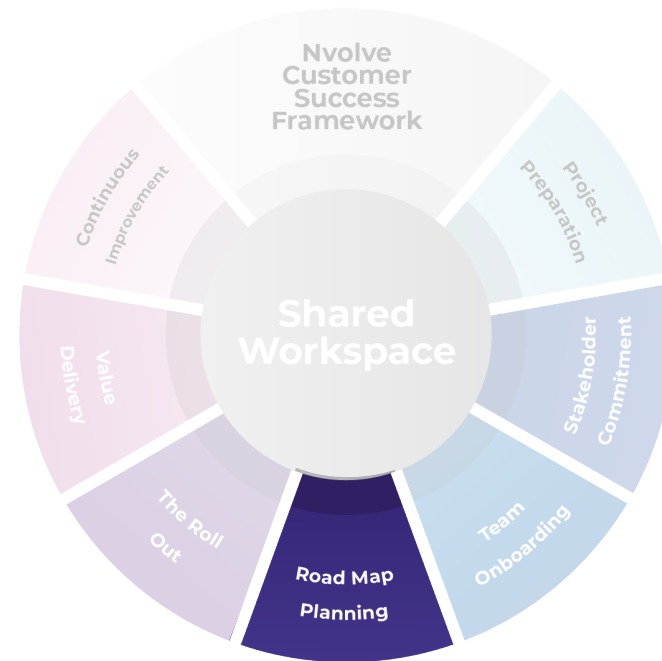 Nvolve
Customer
Success
Framework
Project
Preparation
Stakeholder
Commitment
Team
Onboarding
Road Map
Planning
The Roll
Out
Value
Delivery
Continuous
Improvement
Shared
Workspace